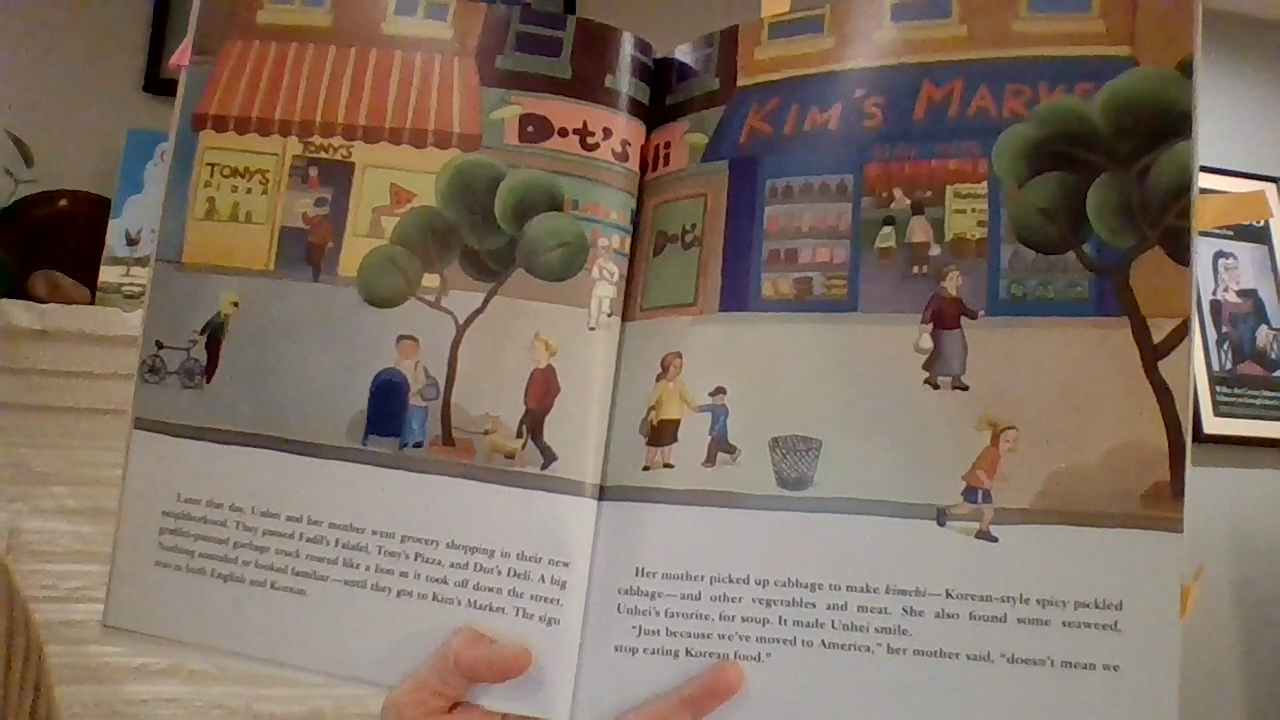 TONY'S
TONY'S
Pizza
Dot's
li
Dot's
KIM'S MARKE
Later that day, Unhei and her mother went grocery shopping in their new
neighborhood. They passed Fadil's Falafel, Tony's Pizza, and Dot's Deli. A big
graffiti-painted garbage truck roared like a lion as it took off down the street.
Nothing sounded or looked familiar—until they got to Kim's Market. The sign
was in both English and Korean.
Her mother picked up cabbage to make kimchi—Korean-style spicy pickled
cabbage—and other vegetables and meat. She also found some seaweed,
Unhei's favorite, for soup. It made Unhei smile.
"Just because we've moved to America," her mother said, "doesn't mean we
stop eating Korean food."